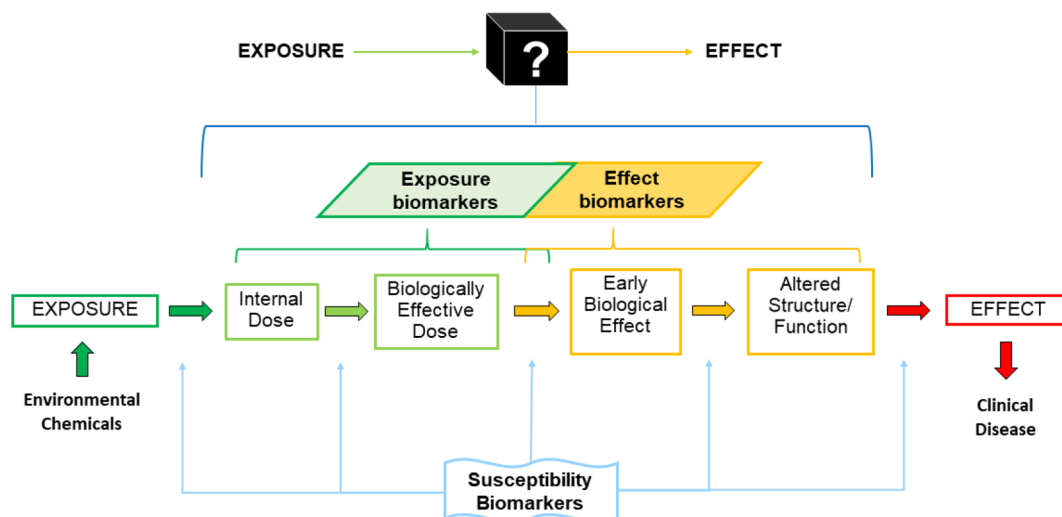 EXPOSURE
?
EFFECT
Exposure
biomarkers
Effect
biomarkers
EXPOSURE
Internal
Dose
Biologically
Effective
Dose
Early
Biological
Effect
Altered
Structure/
Function
EFFECT
Environmental
Chemicals
Clinical
Disease
Susceptibility
Biomarkers